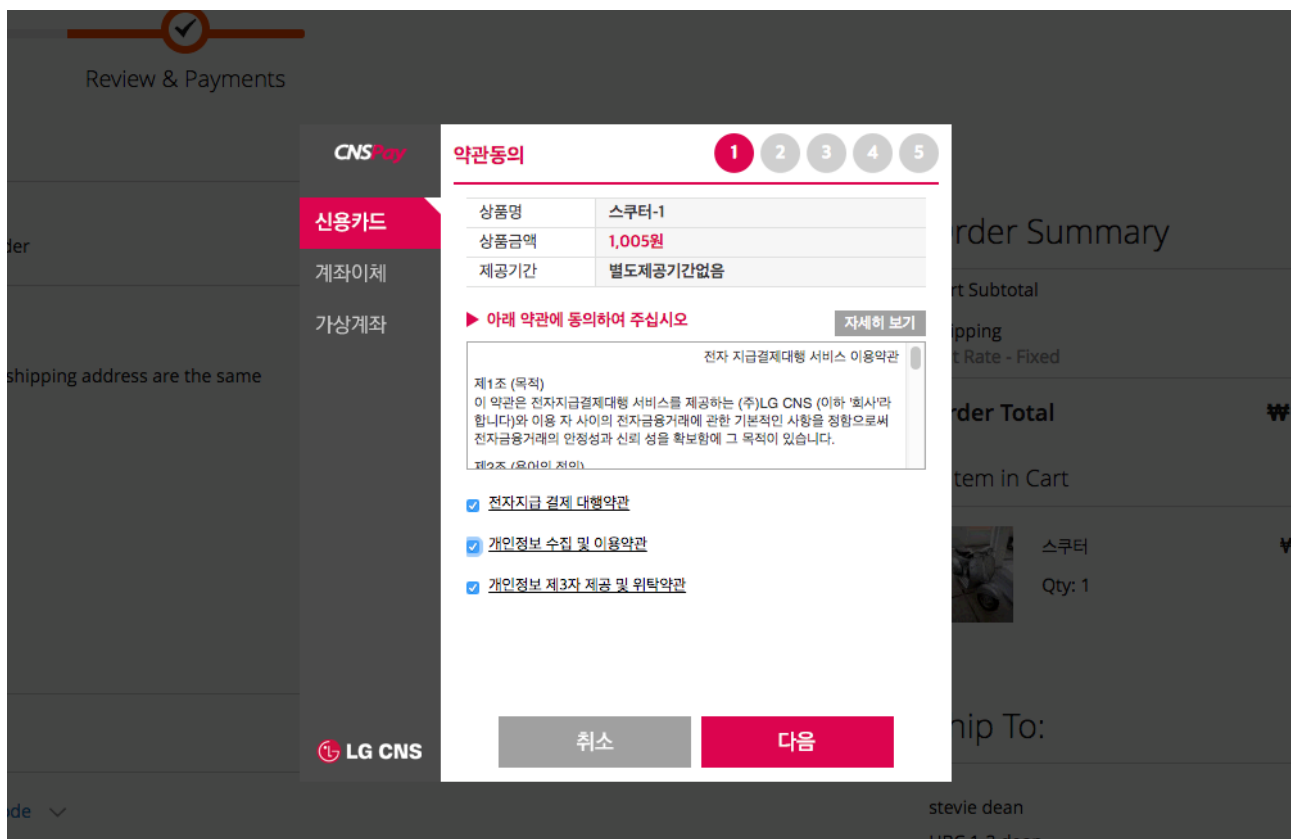 Review & Payments
CNSPay
약관동의
1 2 3 4 5
신용카드
계좌이체
가상계좌
상품명 스쿠터-1
상품금액 1,005원
제공기간 별도제공기간없음
▶ 아래 약관에 동의하여 주십시오
자세히 보기
전자 지급결제대행 서비스 이용약관
제1조 (목적)
이 약관은 전자지급결제대행 서비스를 제공하는 (주)LG CNS (이하 '회사'라
합니다)와 이용 자 사이의 전자금융거래에 관한 기본적인 사항을 정함으로써
전자금융거래의 안정성과 신뢰 성을 확보함에 그 목적이 있습니다.
제2조 (용어의 정의)
전자지급 결제 대행약관
개인정보 수집 및 이용약관
개인정보 제3자 제공 및 위탁약관
취소 다음
LG CNS
der
shipping address are the same
ode
rder Summary
rt Subtotal
ipping
t Rate - Fixed
rder Total ₩
tem in Cart
스쿠터 ₩
Qty: 1
hip To:
stevie dean